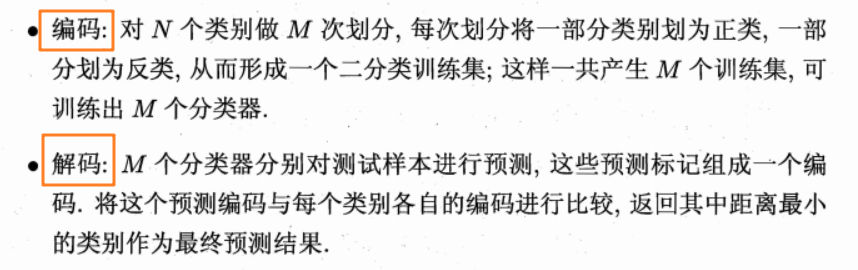 • 编码: 对 N 个类别做 M 次划分, 每次划分将一部分类别划为正类, 一部
分划为反类, 从而形成一个二分类训练集; 这样一共产生 M 个训练集, 可
训练出 M 个分类器.
• 解码: M 个分类器分别对测试样本进行预测, 这些预测标记组成一个编
码. 将这个预测编码与每个类别各自的编码进行比较, 返回其中距离最小
的类别作为最终预测结果.